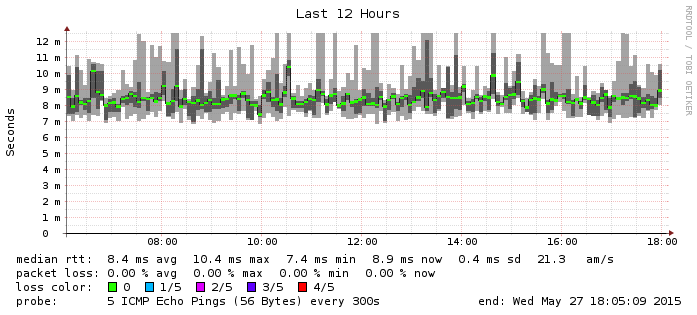 Last 12 Hours
RRDTOOL / TOBI OETIKER
Seconds
12 m
11 m
10 m
9 m
8 m
7 m
6 m
5 m
4 m
3 m
2 m
1 m
0
08:00 10:00 12:00 14:00 16:00 18:00
median rtt: 8.4 ms avg 10.4 ms max 7.4 ms min 8.9 ms now 0.4 ms sd 21.3 am/s
packet loss: 0.00 % avg 0.00 % max 0.00 % min 0.00 % now
loss color: 0 1/5 2/5 3/5 4/5
probe: 5 ICMP Echo Pings (56 Bytes) every 300s end: Wed May 27 18:05:09 2015